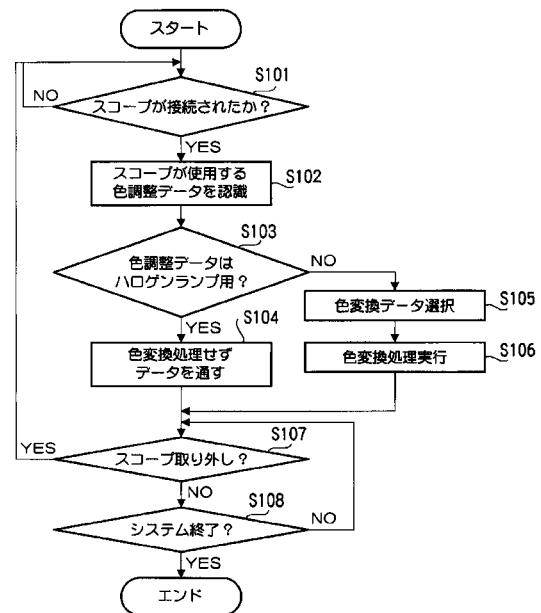 スタート
S101
スコープが接続されたか？
NO
YES
スコープが使用する
色調整データを認識
S102
S103
色調整データは
ハロゲンランプ用？
NO
YES
S104
色変換処理せず
データを通す
色変換データ選択
S105
色変換処理実行
S106
S107
スコープ取り外し？
YES
NO
S108
システム終了？
NO
YES
エンド